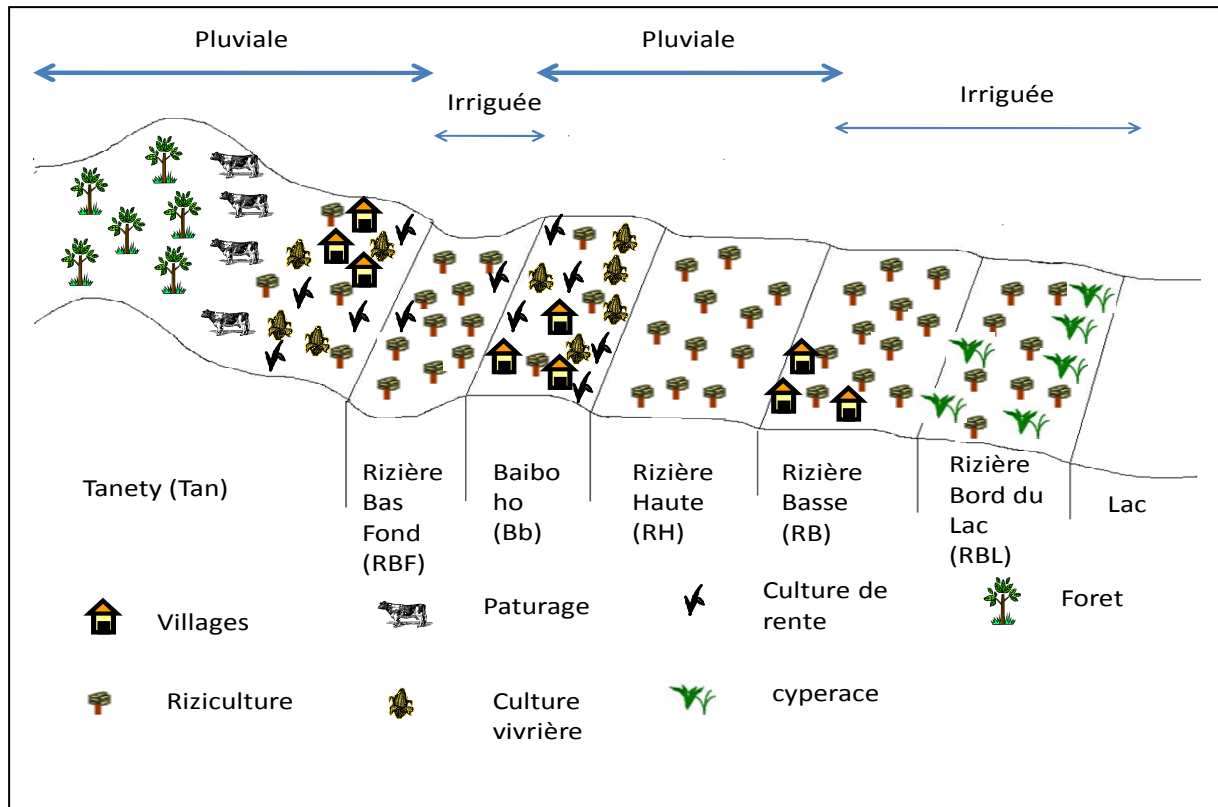 Pluviale
Pluviale
Irriguée
Irriguée
Tanety (Tan)
Rizière
Bas
Fond
(RBF)
Baibo
ho
(Bb)
Rizière
Haute
(RH)
Rizière
Basse
(RB)
Rizière
Bord du
Lac
(RBL)
Lac
Villages
Paturage
Culture de
rente
Foret
Riziculture
Culture
vivrière
cyperace